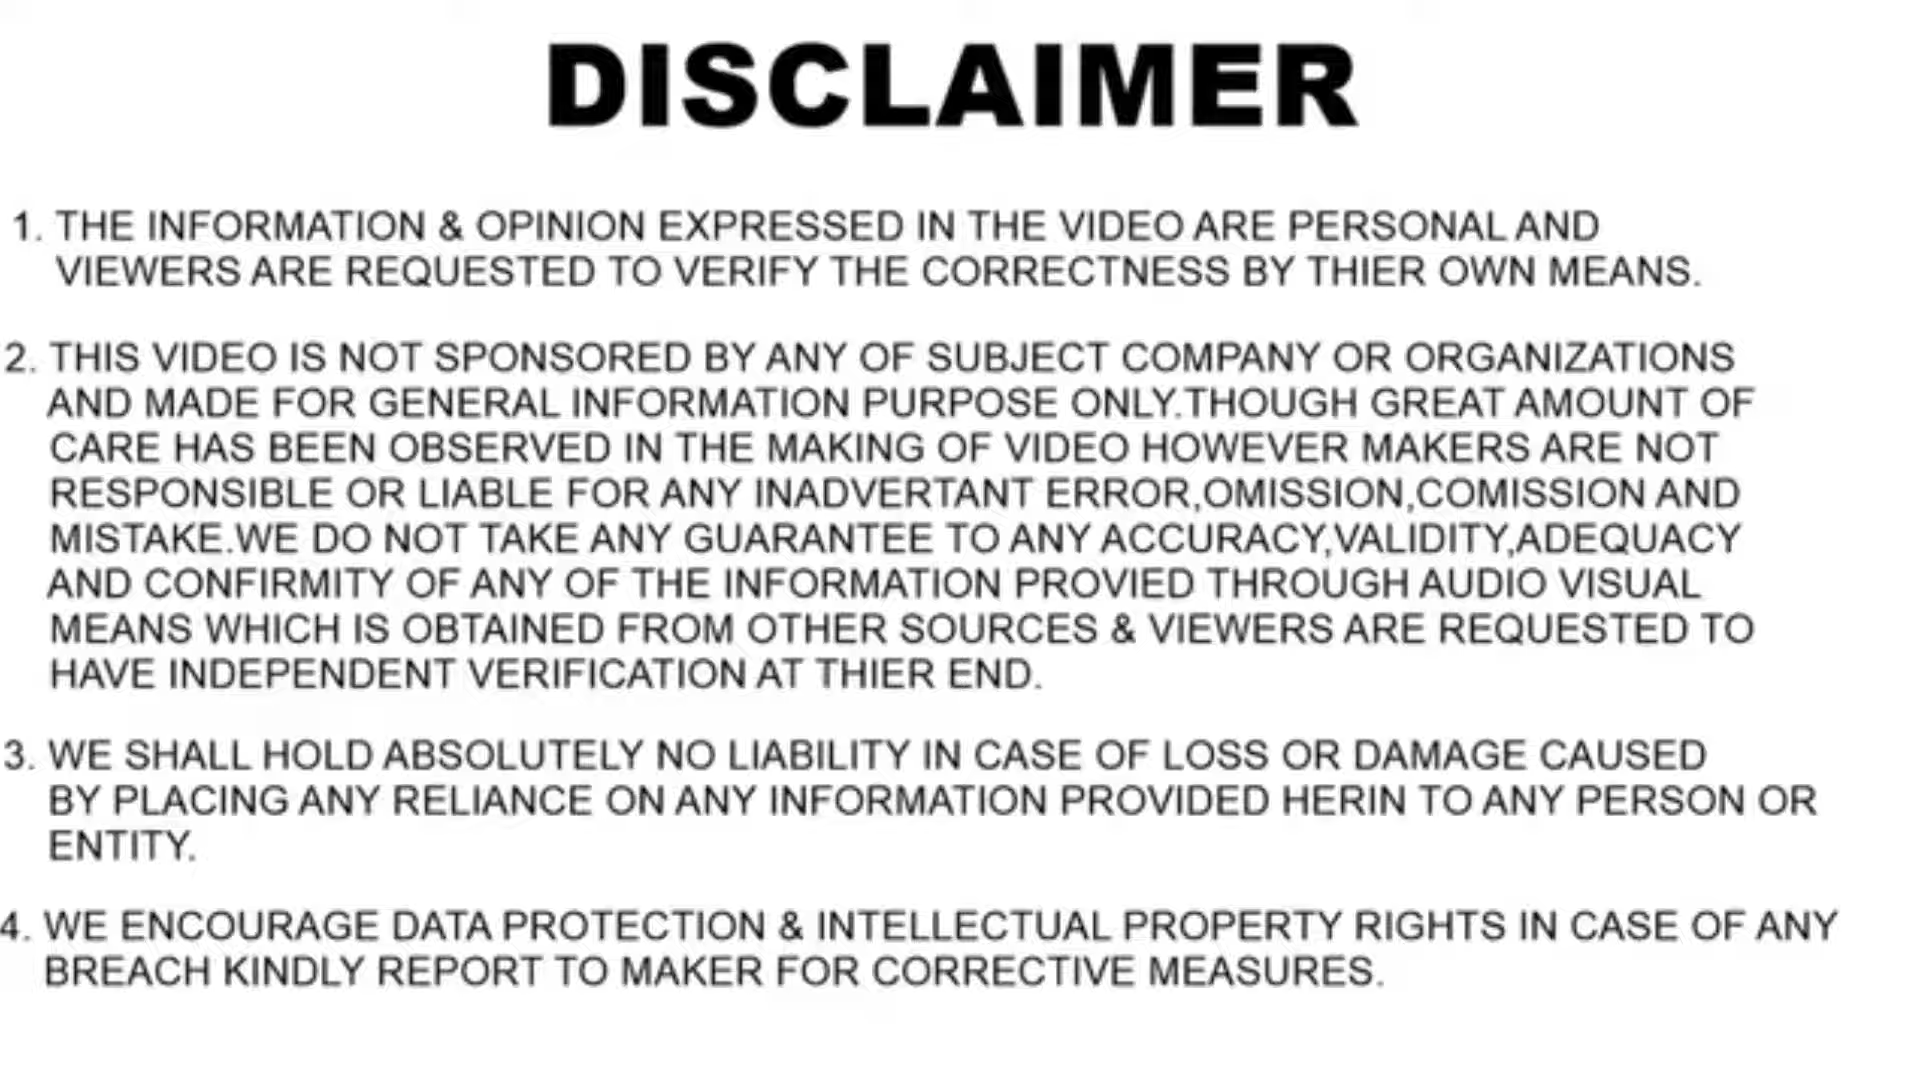 DISCLAIMER
1. THE INFORMATION & OPINION EXPRESSED IN THE VIDEO ARE PERSONAL AND
VIEWERS ARE REQUESTED TO VERIFY THE CORRECTNESS BY THIER OWN MEANS.
2. THIS VIDEO IS NOT SPONSORED BY ANY OF SUBJECT COMPANY OR ORGANIZATIONS
AND MADE FOR GENERAL INFORMATION PURPOSE ONLY.THOUGH GREAT AMOUNT OF
CARE HAS BEEN OBSERVED IN THE MAKING OF VIDEO HOWEVER MAKERS ARE NOT
RESPONSIBLE OR LIABLE FOR ANY INADVERTANT ERROR,OMISSION,COMISSION AND
MISTAKE.WE DO NOT TAKE ANY GUARANTEE TO ANY ACCURACY,VALIDITY,ADEQUACY
AND CONFIRMITY OF ANY OF THE INFORMATION PROVIED THROUGH AUDIO VISUAL
MEANS WHICH IS OBTAINED FROM OTHER SOURCES & VIEWERS ARE REQUESTED TO
HAVE INDEPENDENT VERIFICATION AT THIER END.
3. WE SHALL HOLD ABSOLUTELY NO LIABILITY IN CASE OF LOSS OR DAMAGE CAUSED
BY PLACING ANY RELIANCE ON ANY INFORMATION PROVIDED HERIN TO ANY PERSON OR
ENTITY.
4. WE ENCOURAGE DATA PROTECTION & INTELLECTUAL PROPERTY RIGHTS IN CASE OF ANY
BREACH KINDLY REPORT TO MAKER FOR CORRECTIVE MEASURES.